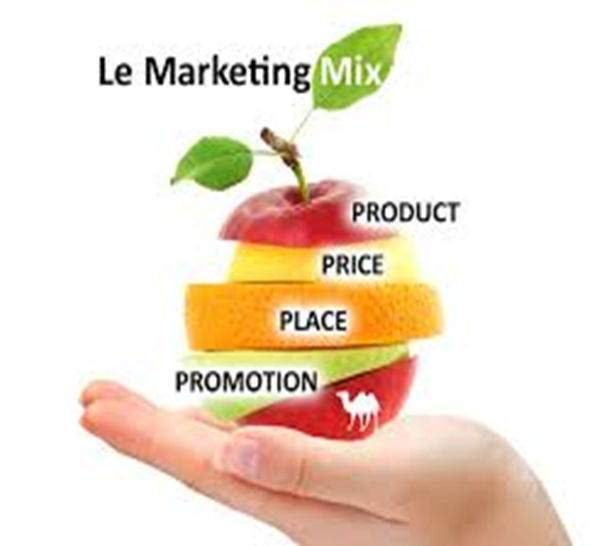 Le Marketing Mix
PRODUCT
PRICE
PLACE
PROMOTION